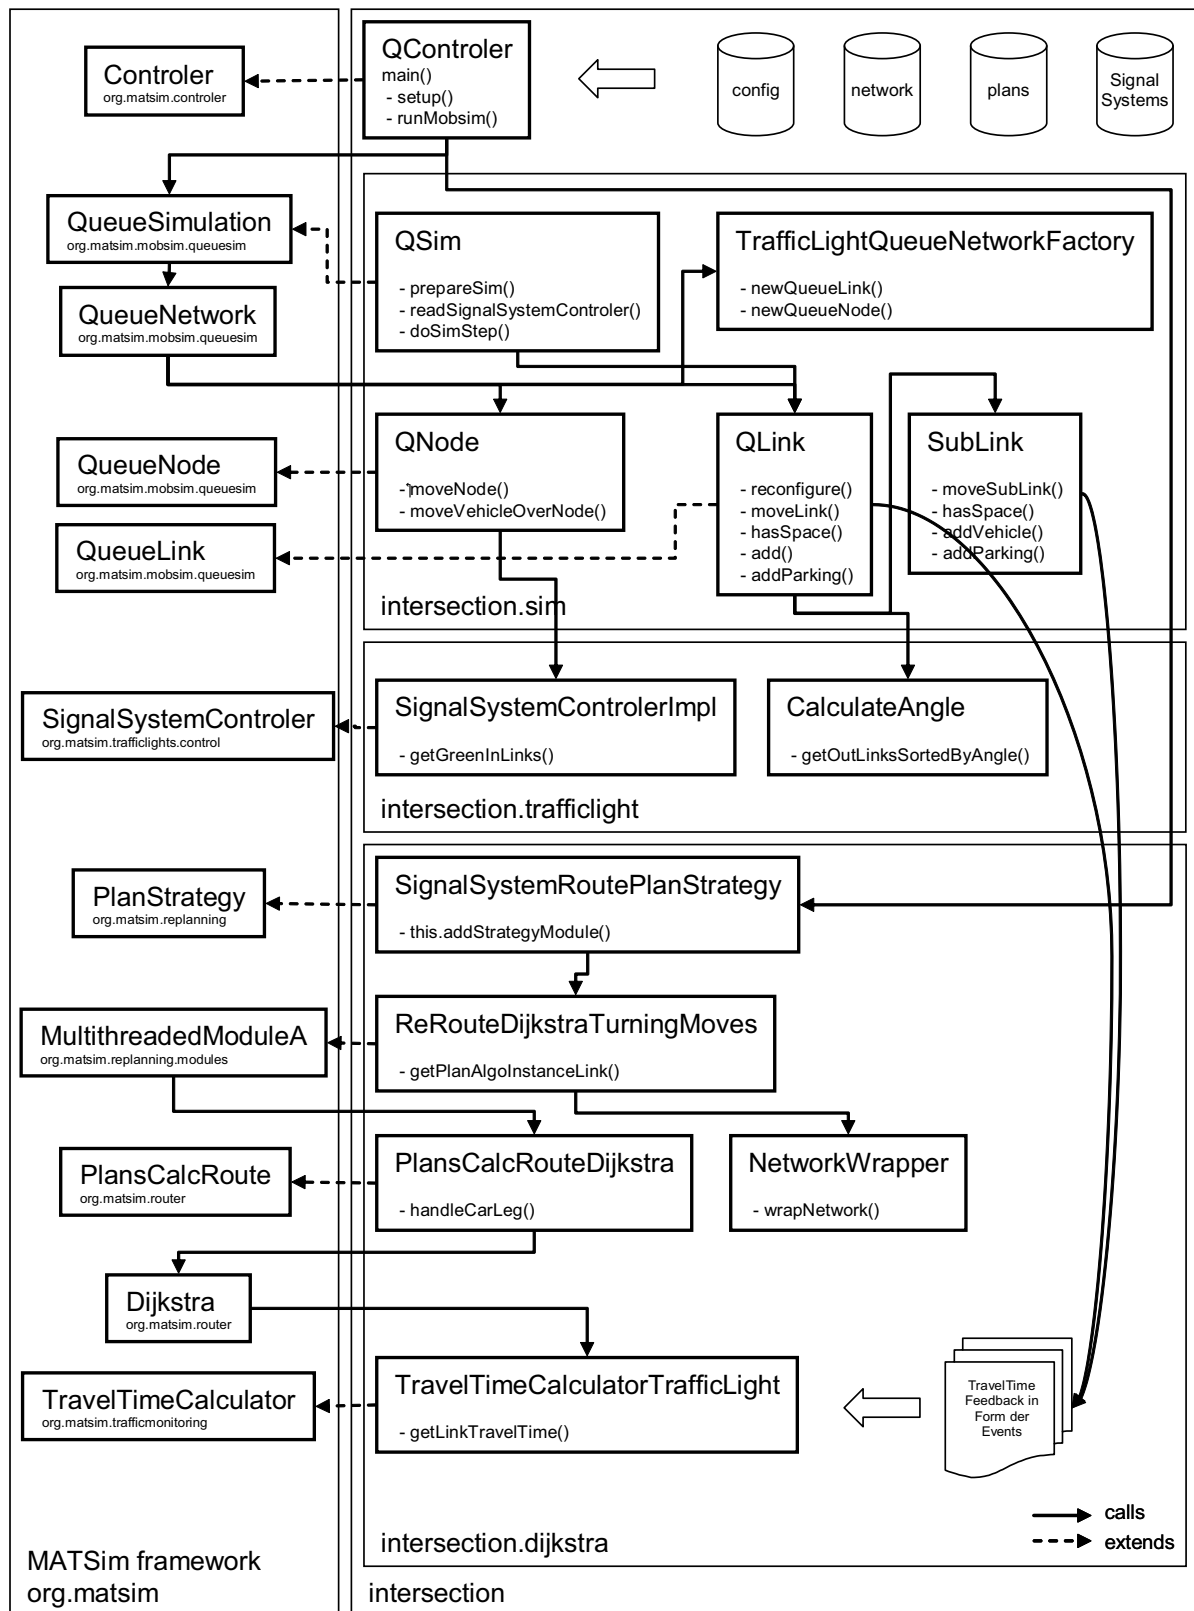 Controler
org.matsim.controler
QControler
main()
- setup()
- runMobsim()
config
network
plans
Signal
Systems
QueueSimulation
org.matsim.mobsim.queuesim
QSim
- prepareSim()
- readSignalSystemControler()
- doSimStep()
TrafficLightQueueNetworkFactory
- newQueueLink()
- newQueueNode()
QueueNetwork
org.matsim.mobsim.queuesim
QNode
- moveNode()
- moveVehicleOverNode()
QLink
- reconfigure()
- moveLink()
- hasSpace()
- add()
- addParking()
SubLink
- moveSubLink()
- hasSpace()
- addVehicle()
- addParking()
QueueNode
org.matsim.mobsim.queuesim
QueueLink
org.matsim.mobsim.queuesim
intersection.sim
SignalSystemControler
org.matsim.trafficlights.control
SignalSystemControlerImpl
- getGreenInLinks()
CalculateAngle
- getOutLinksSortedByAngle()
intersection.trafficlight
PlanStrategy
org.matsim.replanning
SignalSystemRoutePlanStrategy
- this.addStrategyModule()
MultithreadedModuleA
org.matsim.replanning.modules
ReRouteDijkstraTurningMoves
- getPlanAlgoInstanceLink()
PlansCalcRoute
org.matsim.router
PlansCalcRouteDijkstra
- handleCarLeg()
NetworkWrapper
- wrapNetwork()
Dijkstra
org.matsim.router
TravelTimeCalculator
org.matsim.trafficmonitoring
TravelTimeCalculatorTrafficLight
- getLinkTravelTime()
TravelTime
Feedback in
Form der
Events
calls
extends
intersection.dijkstra
MATSim framework
org.matsim
intersection